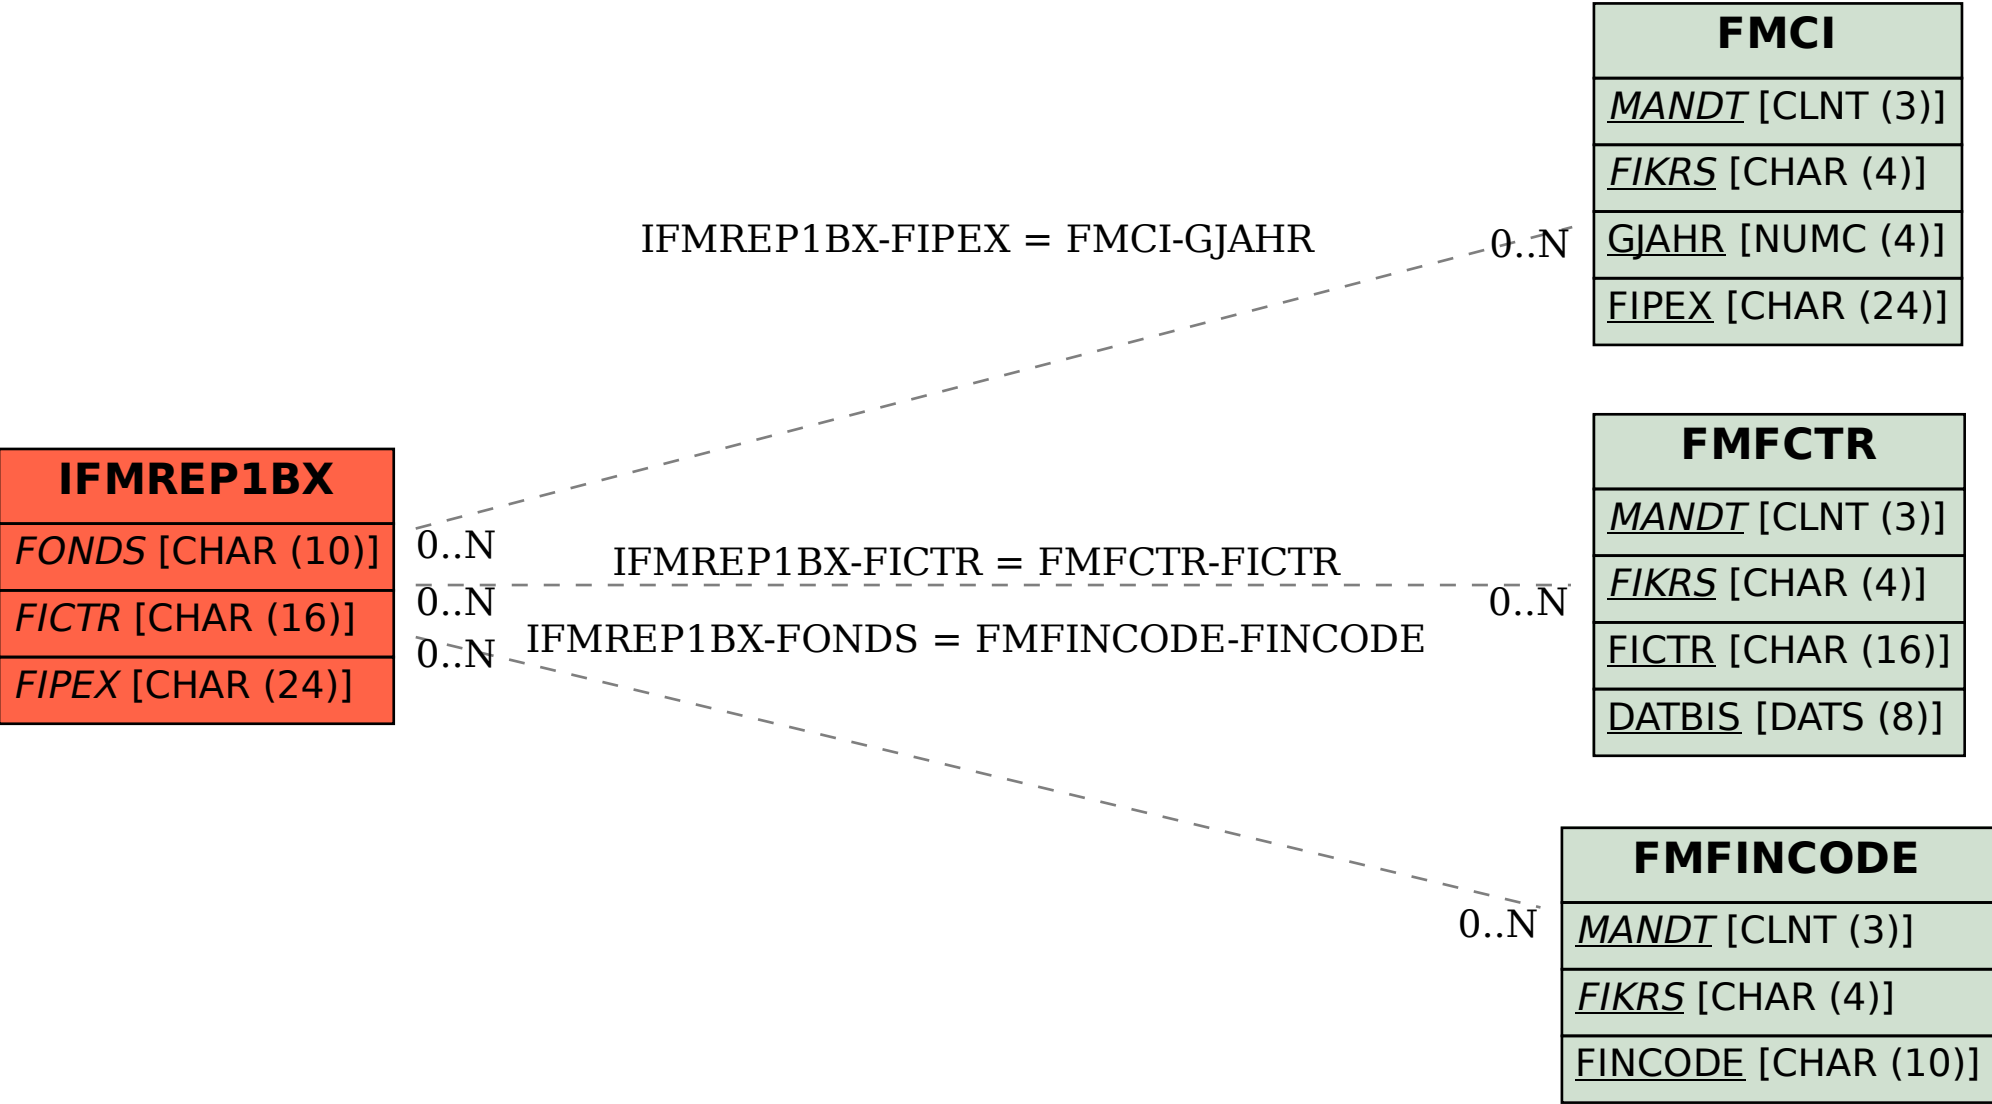 FMCI
MANDT [CLNT (3)]
FIKRS [CHAR (4)]
GJAHR [NUMC (4)]
FIPEX [CHAR (24)]
IFMREP1BX-FIPEX = FMCI-GJAHR
0..N
IFMREP1BX
FONDS [CHAR (10)]
FICTR [CHAR (16)]
FIPEX [CHAR (24)]
0..N
0..N
0..N
IFMREP1BX-FICTR = FMFCTR-FICTR
0..N
IFMREP1BX-FONDS = FMFINCODE-FINCODE
0..N
FMFCTR
MANDT [CLNT (3)]
FIKRS [CHAR (4)]
FICTR [CHAR (16)]
DATBIS [DATS (8)]
FMFINCODE
MANDT [CLNT (3)]
FIKRS [CHAR (4)]
FINCODE [CHAR (10)]